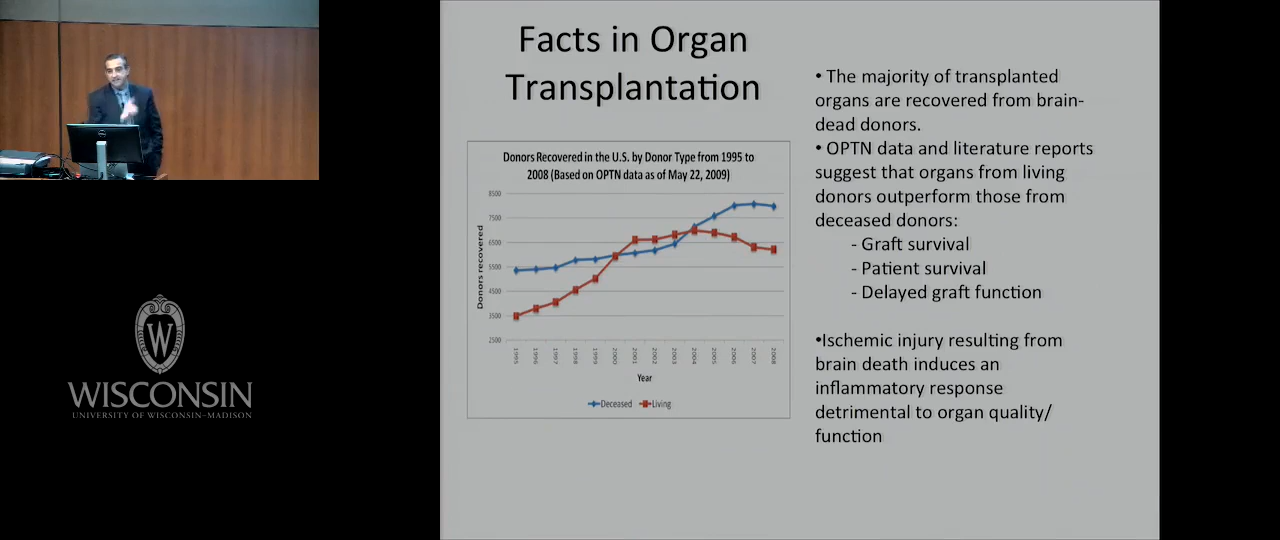 Facts in Organ
Transplantation
Donors Recovered in the U.S. by Donor Type from 1995 to
2008 (Based on OPTN data as of May 22, 2009)
8500
7500
6500
5500
4500
3500
2500
Donors recovered
1995
1996
1997
1998
1999
2000
2001
2002
2003
2004
2005
2006
2007
2008
Year
Deceased
Living
• The majority of transplanted
organs are recovered from brain-
dead donors.
• OPTN data and literature reports
suggest that organs from living
donors outperform those from
deceased donors:
- Graft survival
- Patient survival
- Delayed graft function
•Ischemic injury resulting from
brain death induces an
inflammatory response
detrimental to organ quality/
function
W
WISCONSIN
UNIVERSITY OF WISCONSIN–MADISON